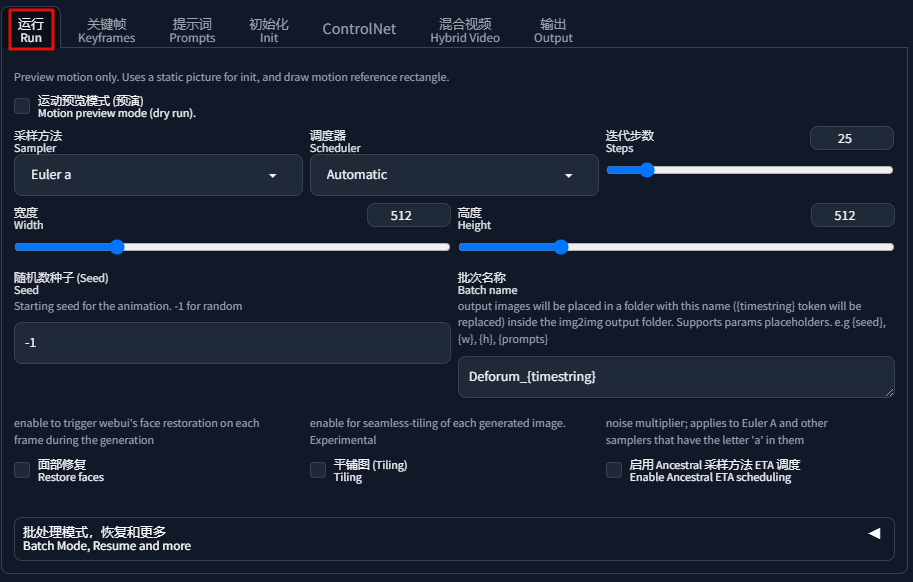 运行
Run
关键帧
Keyframes
提示词
Prompts
初始化
Init
ControlNet
混合视频
Hybrid Video
输出
Output
Preview motion only. Uses a static picture for init, and draw motion reference rectangle.
运动预览模式 (预演)
Motion preview mode (dry run).
采样方法
Sampler
Euler a
调度器
Scheduler
Automatic
迭代步数
Steps
25
宽度
Width
512
高度
Height
512
随机数种子 (Seed)
Seed
Starting seed for the animation. -1 for random
-1
批次名称
Batch name
output images will be placed in a folder with this name ({timestring} token will be
replaced) inside the img2img output folder. Supports params placeholders. e.g {seed},
{w}, {h}, {prompts}
Deforum_{timestring}
enable to trigger webui's face restoration on each
frame during the generation
面部修复
Restore faces
enable for seamless-tiling of each generated image.
Experimental
平铺图 (Tiling)
Tiling
noise multiplier; applies to Euler A and other
samplers that have the letter 'a' in them
启用 Ancestral 采样方法 ETA 调度
Enable Ancestral ETA scheduling
批处理模式，恢复和更多
Batch Mode, Resume and more